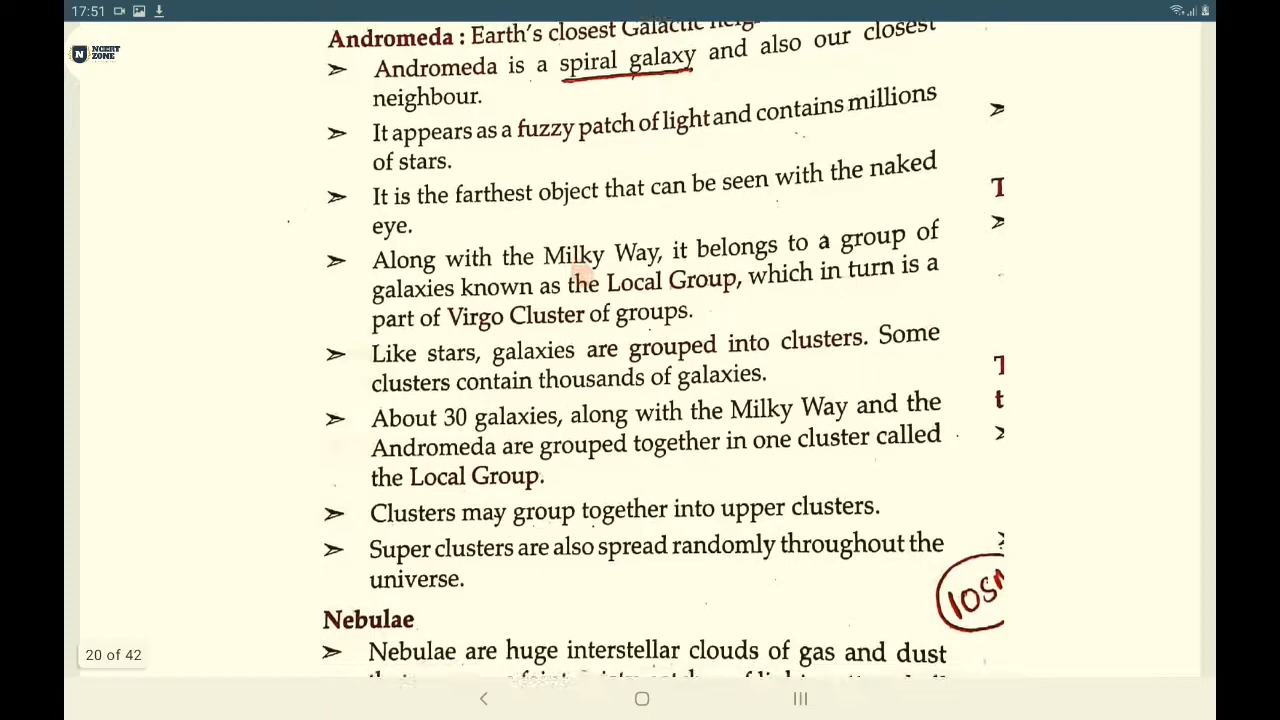 17:51
NCERT
ZONE
Andromeda : Earth's closest Galactic
Andromeda is a spiral galaxy and also our closest
neighbour.
It appears as a fuzzy patch of light and contains millions
of stars.
It is the farthest object that can be seen with the naked
eye.
Along with the Milky Way, it belongs to a group of
galaxies known as the Local Group, which in turn is a
part of Virgo Cluster of groups.
Like stars, galaxies are grouped into clusters. Some
clusters contain thousands of galaxies.
About 30 galaxies, along with the Milky Way and the
Andromeda are grouped together in one cluster called
the Local Group.
Clusters may group together into upper clusters.
Super clusters are also spread randomly throughout the
universe.
Nebulae
Nebulae are huge interstellar clouds of gas and dust
20 of 42